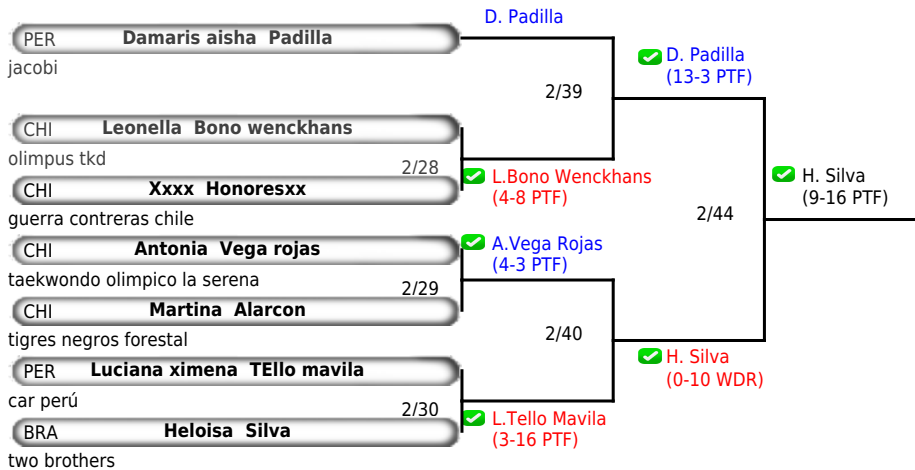 D. Padilla
PER Damaris aisha Padilla
jacobi
D. Padilla
(13-3 PTF)
2/39
CHI Leonella Bono wenckhans
olimpus tkd
2/28
L.Bono Wenckhans
(4-8 PTF)
CHI Xxxx Honoresxx
guerra contreras chile
H. Silva
(9-16 PTF)
2/44
CHI Antonia Vega rojas
taekwondo olimpico la serena
A.Vega Rojas
(4-3 PTF)
2/29
CHI Martina Alarcon
tigres negros forestal
2/40
H. Silva
(0-10 WDR)
PER Luciana ximena TEllo mavila
car perú
2/30
L.Tello Mavila
(3-16 PTF)
BRA Heloisa Silva
two brothers